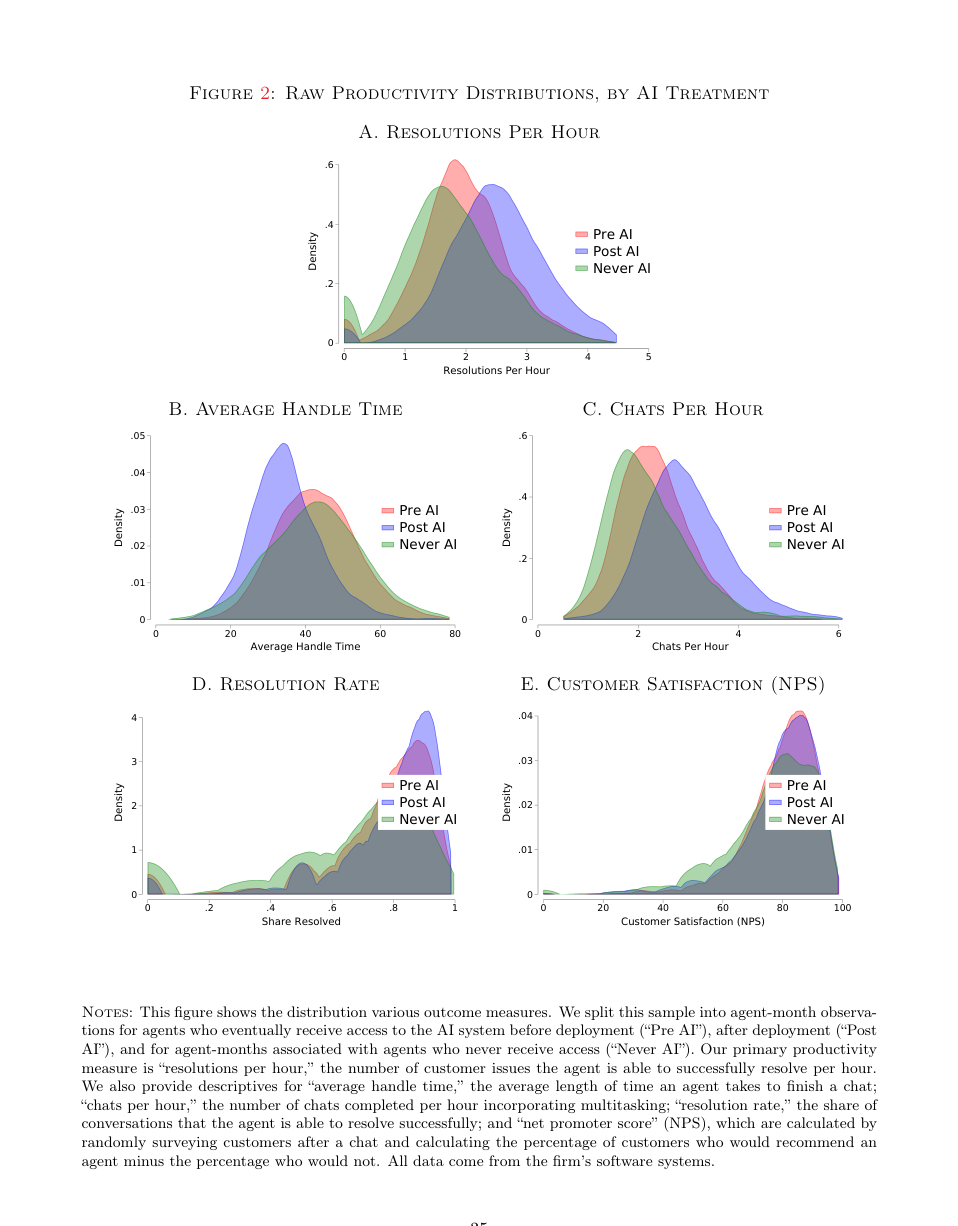 FIGURE 2: RAW PRODUCTIVITY DISTRIBUTIONS, BY AI TREATMENT
A. RESOLUTIONS PER HOUR
.6
.4
.2
0
Density
Pre AI
Post AI
Never AI
0 1 2 3 4 5
Resolutions Per Hour
B. AVERAGE HANDLE TIME
.05
.04
.03
.02
.01
0
Density
Pre AI
Post AI
Never AI
0 20 40 60 80
Average Handle Time
C. CHATS PER HOUR
.6
.4
.2
0
Density
Pre AI
Post AI
Never AI
0 2 4 6
Chats Per Hour
D. RESOLUTION RATE
4
3
2
1
0
Density
Pre AI
Post AI
Never AI
0 .2 .4 .6 .8 1
Share Resolved
E. CUSTOMER SATISFACTION (NPS)
.04
.03
.02
.01
0
Density
Pre AI
Post AI
Never AI
0 20 40 60 80 100
Customer Satisfaction (NPS)
NOTES: This figure shows the distribution various outcome measures. We split this sample into agent-month observa-
tions for agents who eventually receive access to the AI system before deployment (“Pre AI”), after deployment (“Post
AI”), and for agent-months associated with agents who never receive access (“Never AI”). Our primary productivity
measure is “resolutions per hour,” the number of customer issues the agent is able to successfully resolve per hour.
We also provide descriptives for “average handle time,” the average length of time an agent takes to finish a chat;
“chats per hour,” the number of chats completed per hour incorporating multitasking; “resolution rate,” the share of
conversations that the agent is able to resolve successfully; and “net promoter score” (NPS), which are calculated by
randomly surveying customers after a chat and calculating the percentage of customers who would recommend an
agent minus the percentage who would not. All data come from the firm’s software systems.